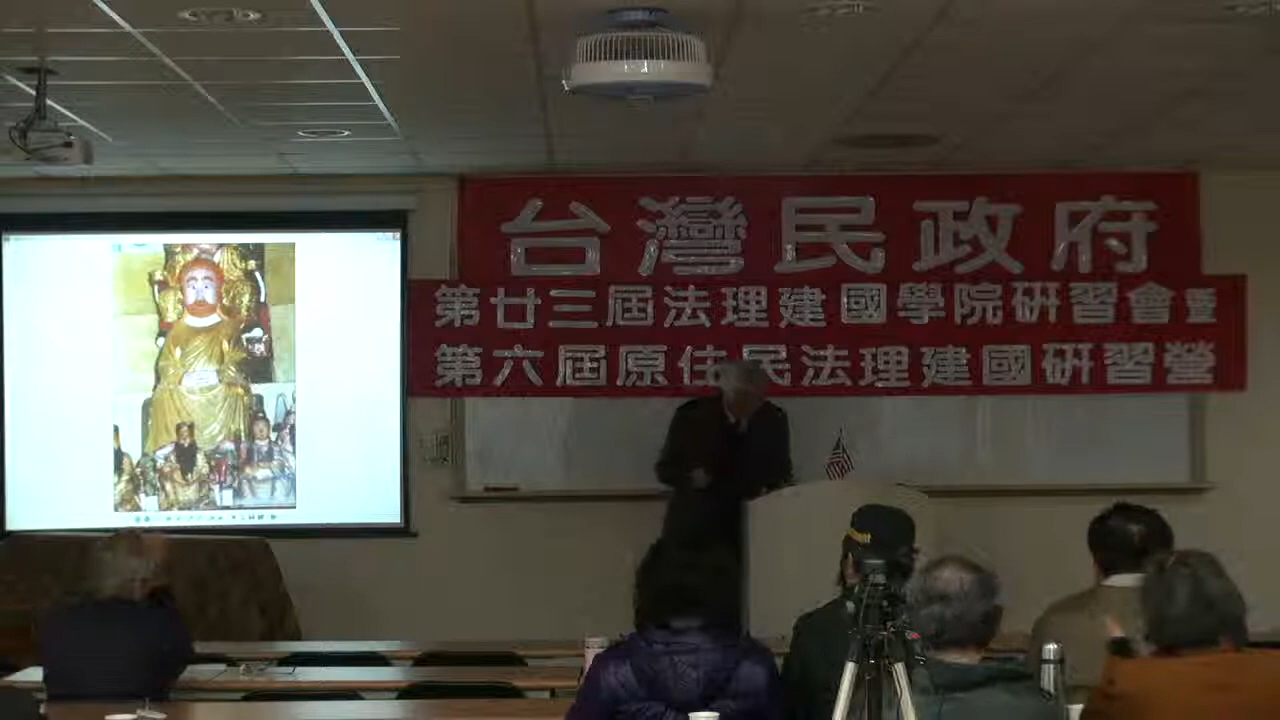 台灣民政府
第廿三屆法理建國學院研習會暨
第六屆原住民法理建國研習營